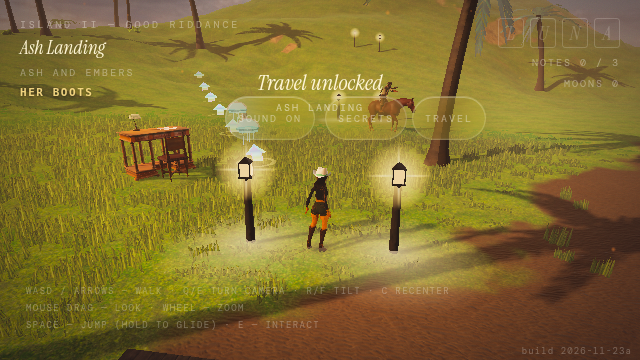 ISLAND II — GOOD RIDDANCE
Ash Landing
ASH AND EMBERS
HER BOOTS
NOTES 0 / 3
MOONS 0
Travel unlocked
ASH LANDING
SOUND ON
SECRETS
TRAVEL
WASD / ARROWS — WALK · Q/E TURN CAMERA · R/F TILT · C RECENTER
MOUSE DRAG — LOOK · WHEEL — ZOOM
SPACE — JUMP (HOLD TO GLIDE) E — INTERACT
build 2026-11-23a